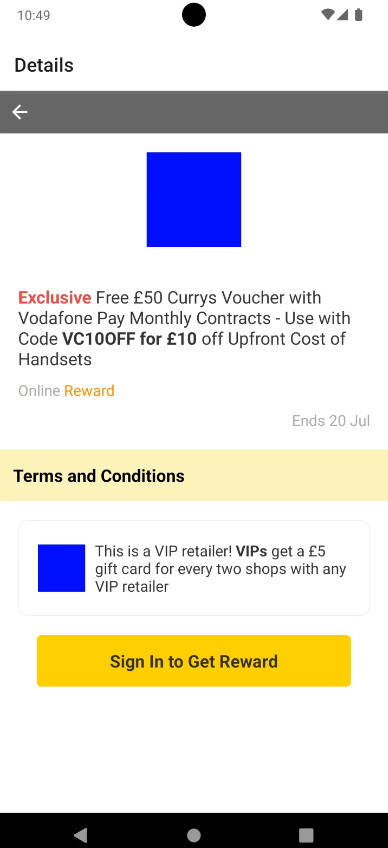 10:49
Details
Exclusive Free £50 Currys Voucher with
Vodafone Pay Monthly Contracts - Use with
Code VC10OFF for £10 off Upfront Cost of
Handsets
Online Reward
Ends 20 Jul
Terms and Conditions
This is a VIP retailer! VIPs get a £5
gift card for every two shops with any
VIP retailer
Sign In to Get Reward